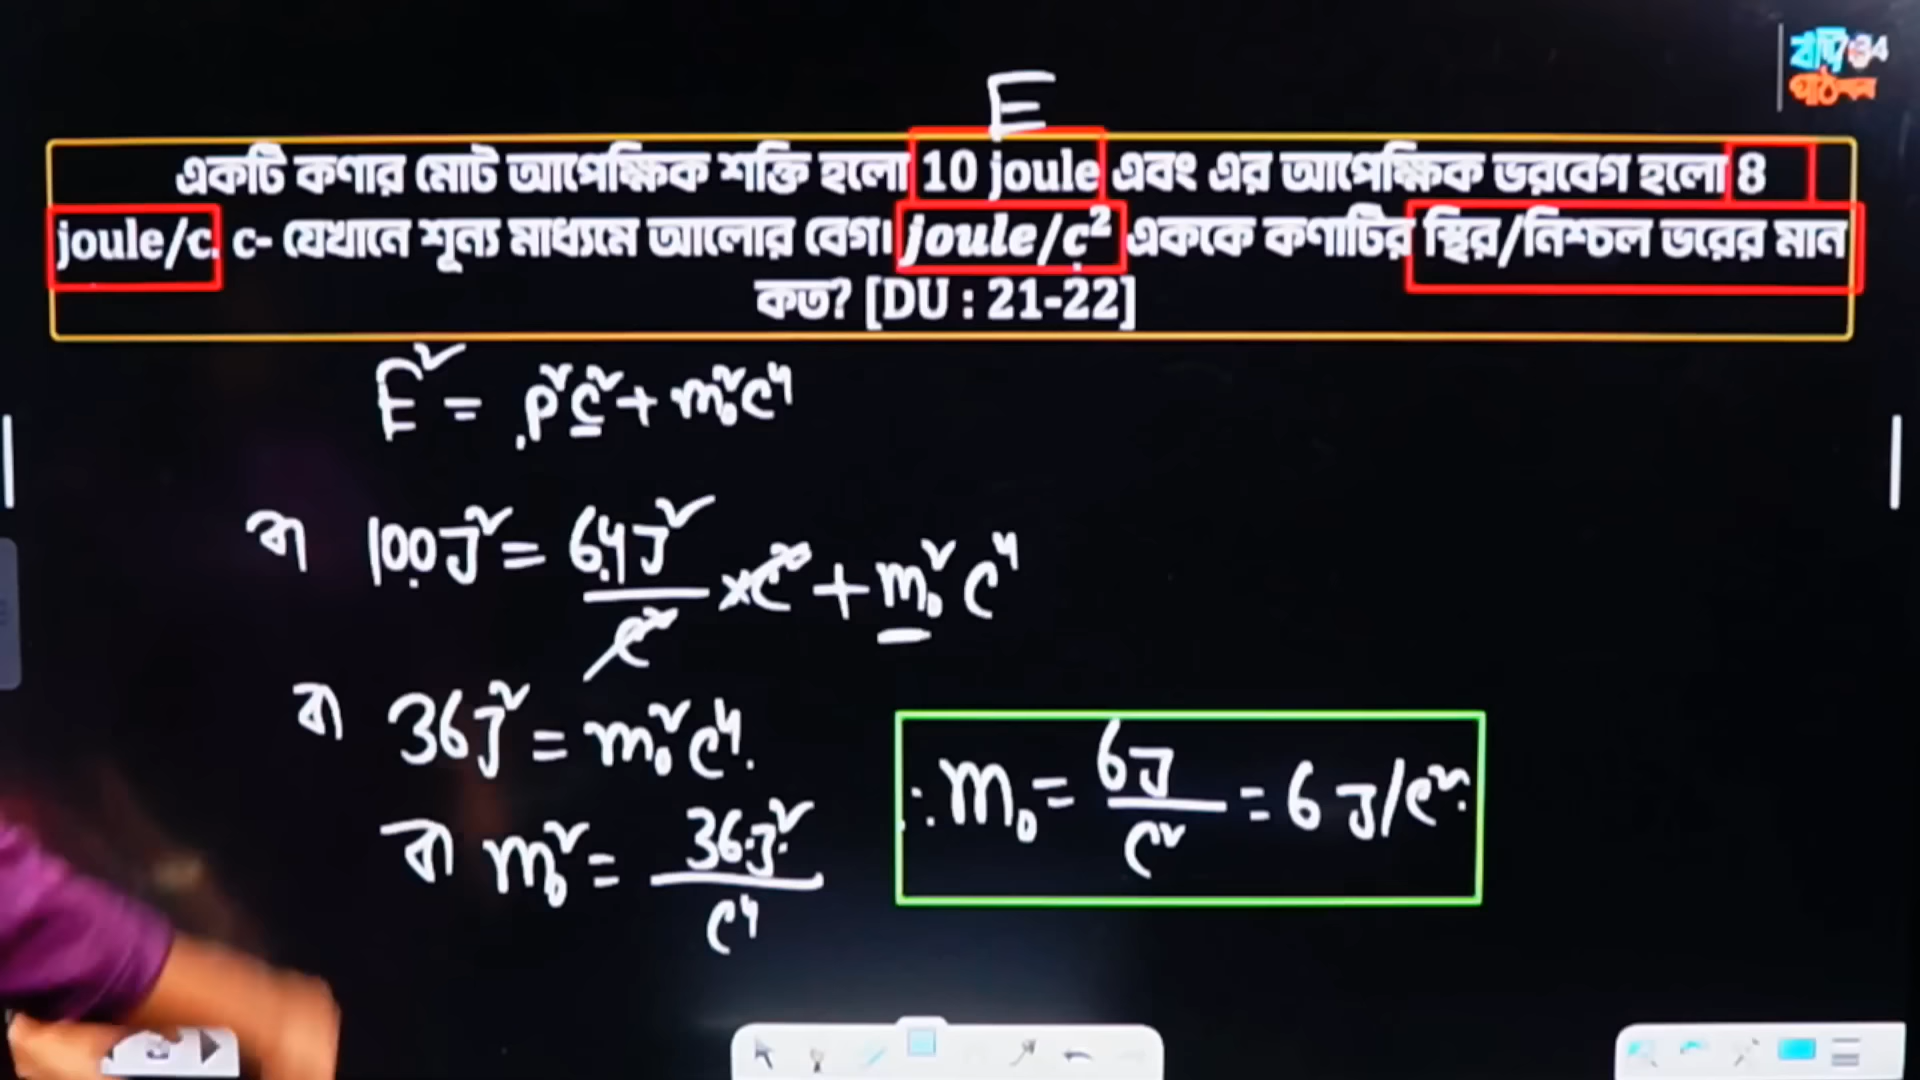 E
একটি কণার মোট আপেক্ষিক শক্তি হলো 10 joule এবং এর আপেক্ষিক ভরবেগ হলো 8
joule/c. c- যেখানে শূন্য মাধ্যমে আলোর বেগ। joule/c² এককে কণাটির স্থির/নিশ্চল ভরের মান
কত? [DU : 21-22]
E² = p²c² + m₀²c⁴
বা 100J² = 64J²/c² × c² + m₀²c⁴
বা 36J² = m₀²c⁴
বা m₀² = 36J²/c⁴
∴ m₀ = 6J/c² = 6 J/c²